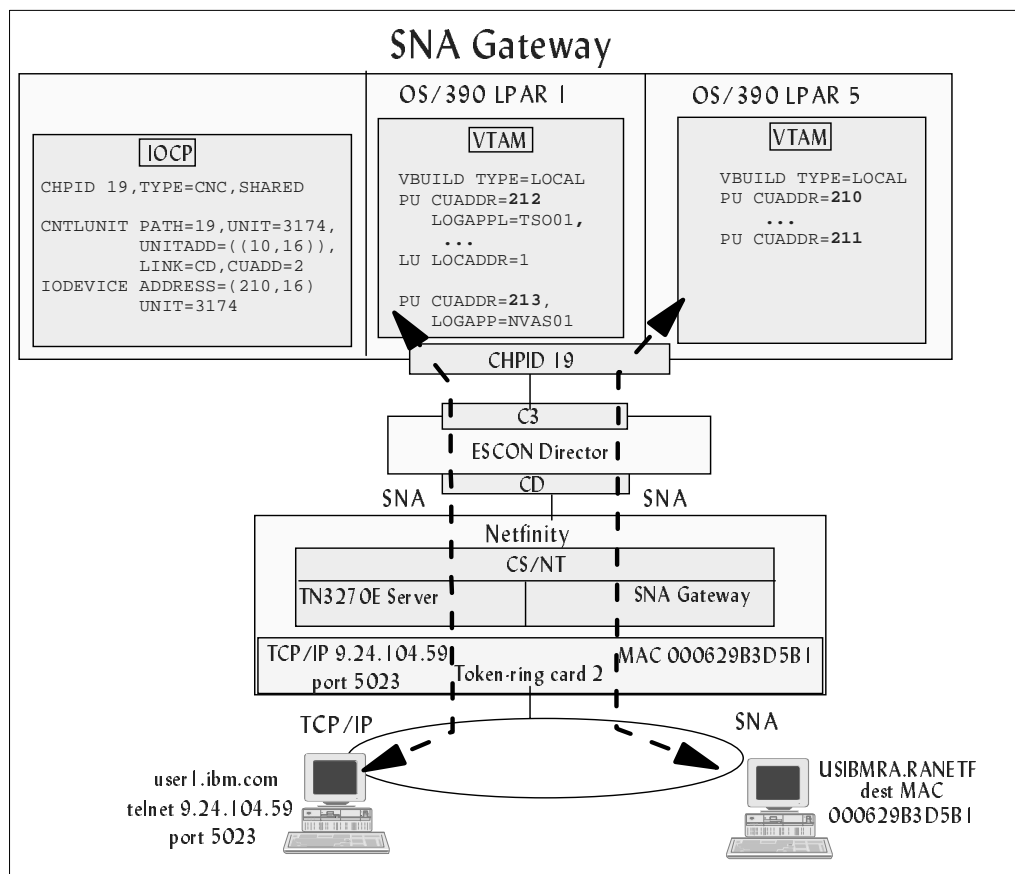 SNA Gateway
OS/390 LPAR 1
OS/390 LPAR 5
IOCP
CHPID 19,TYPE=CNC,SHARED
CNTLUNIT PATH=19,UNIT=3174,
UNITADD=((10,16)),
LINK=CD,CUADD=2
IODEVICE ADDRESS=(210,16)
UNIT=3174
VTAM
VBUILD TYPE=LOCAL
PU CUADDR=212
LOGAPPL=TSO01,
...
LU LOCADDR=1
PU CUADDR=213,
LOGAPP=NVAS01
VTAM
VBUILD TYPE=LOCAL
PU CUADDR=210
...
PU CUADDR=211
CHPID 19
C3
ESCON Director
CD
SNA
SNA
Netfinity
CS/NT
TN3270E Server
SNA Gateway
TCP/IP 9.24.104.59
port 5023
Token-ring card 2
MAC 000629B3D5B1
TCP/IP
SNA
user1.ibm.com
telnet 9.24.104.59
port 5023
USIBMRA.RANETF
dest MAC
000629B3D5B1